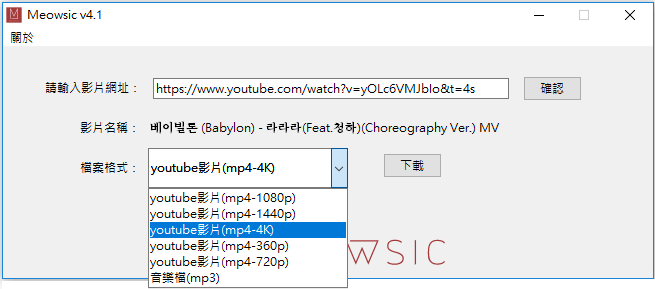 Meowsic v4.1
關於
請輸入影片網址： https://www.youtube.com/watch?v=yOLc6VMJbIo&t=4s 確認
影片名稱： 베이빌론 (Babylon) - 라라라(Feat.청하)(Choreography Ver.) MV
檔案格式： youtube影片(mp4-4K) 下載
youtube影片(mp4-1080p)
youtube影片(mp4-1440p)
youtube影片(mp4-4K)
youtube影片(mp4-360p)
youtube影片(mp4-720p)
音樂檔(mp3)
WSIC